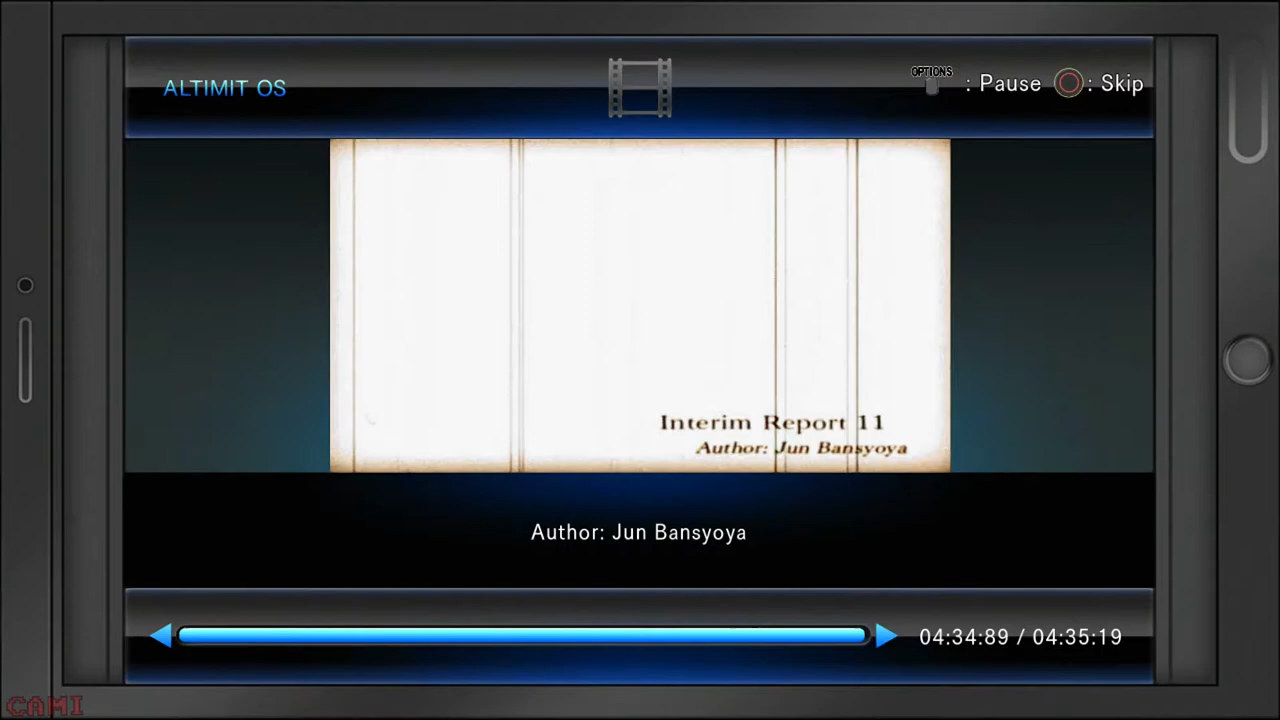 ALTIMIT OS
OPTIONS : Pause : Skip
Interim Report 11
Author: Jun Bansyoya
Author: Jun Bansyoya
04:34:89 / 04:35:19
CAMI